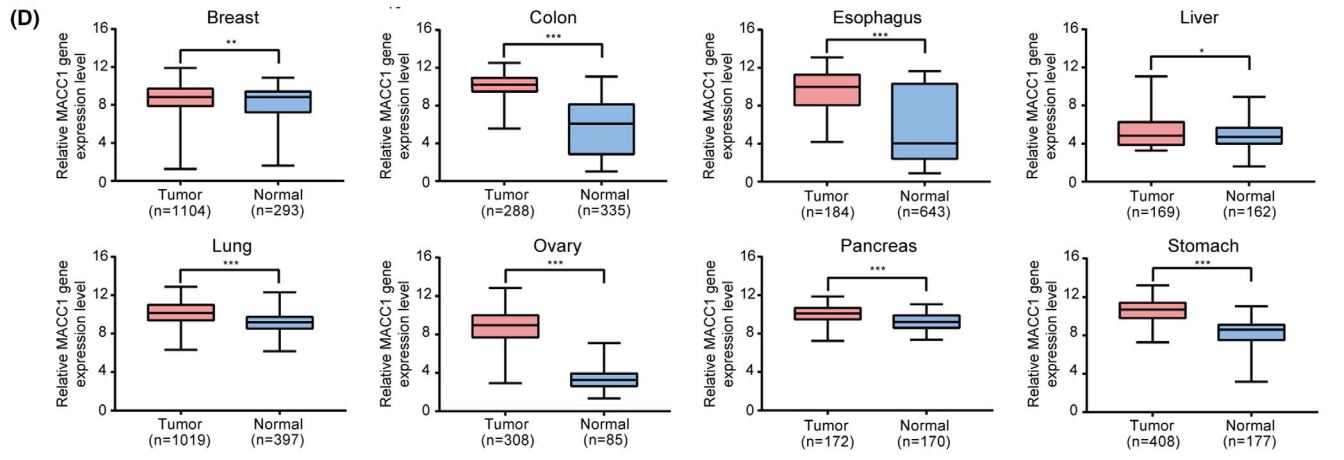 (D)
Breast
Relative MACC1 gene
expression level
16
12
8
4
0
**
Tumor
(n=1104)
Normal
(n=293)
Colon
Relative MACC1 gene
expression level
16
12
8
4
0
***
Tumor
(n=288)
Normal
(n=335)
Esophagus
Relative MACC1 gene
expression level
16
12
8
4
0
***
Tumor
(n=184)
Normal
(n=643)
Liver
Relative MACC1 gene
expression level
16
12
8
4
0
*
Tumor
(n=169)
Normal
(n=162)
Lung
Relative MACC1 gene
expression level
16
12
8
4
0
***
Tumor
(n=1019)
Normal
(n=397)
Ovary
Relative MACC1 gene
expression level
16
12
8
4
0
***
Tumor
(n=308)
Normal
(n=85)
Pancreas
Relative MACC1 gene
expression level
16
12
8
4
0
***
Tumor
(n=172)
Normal
(n=170)
Stomach
Relative MACC1 gene
expression level
16
12
8
4
0
***
Tumor
(n=408)
Normal
(n=177)